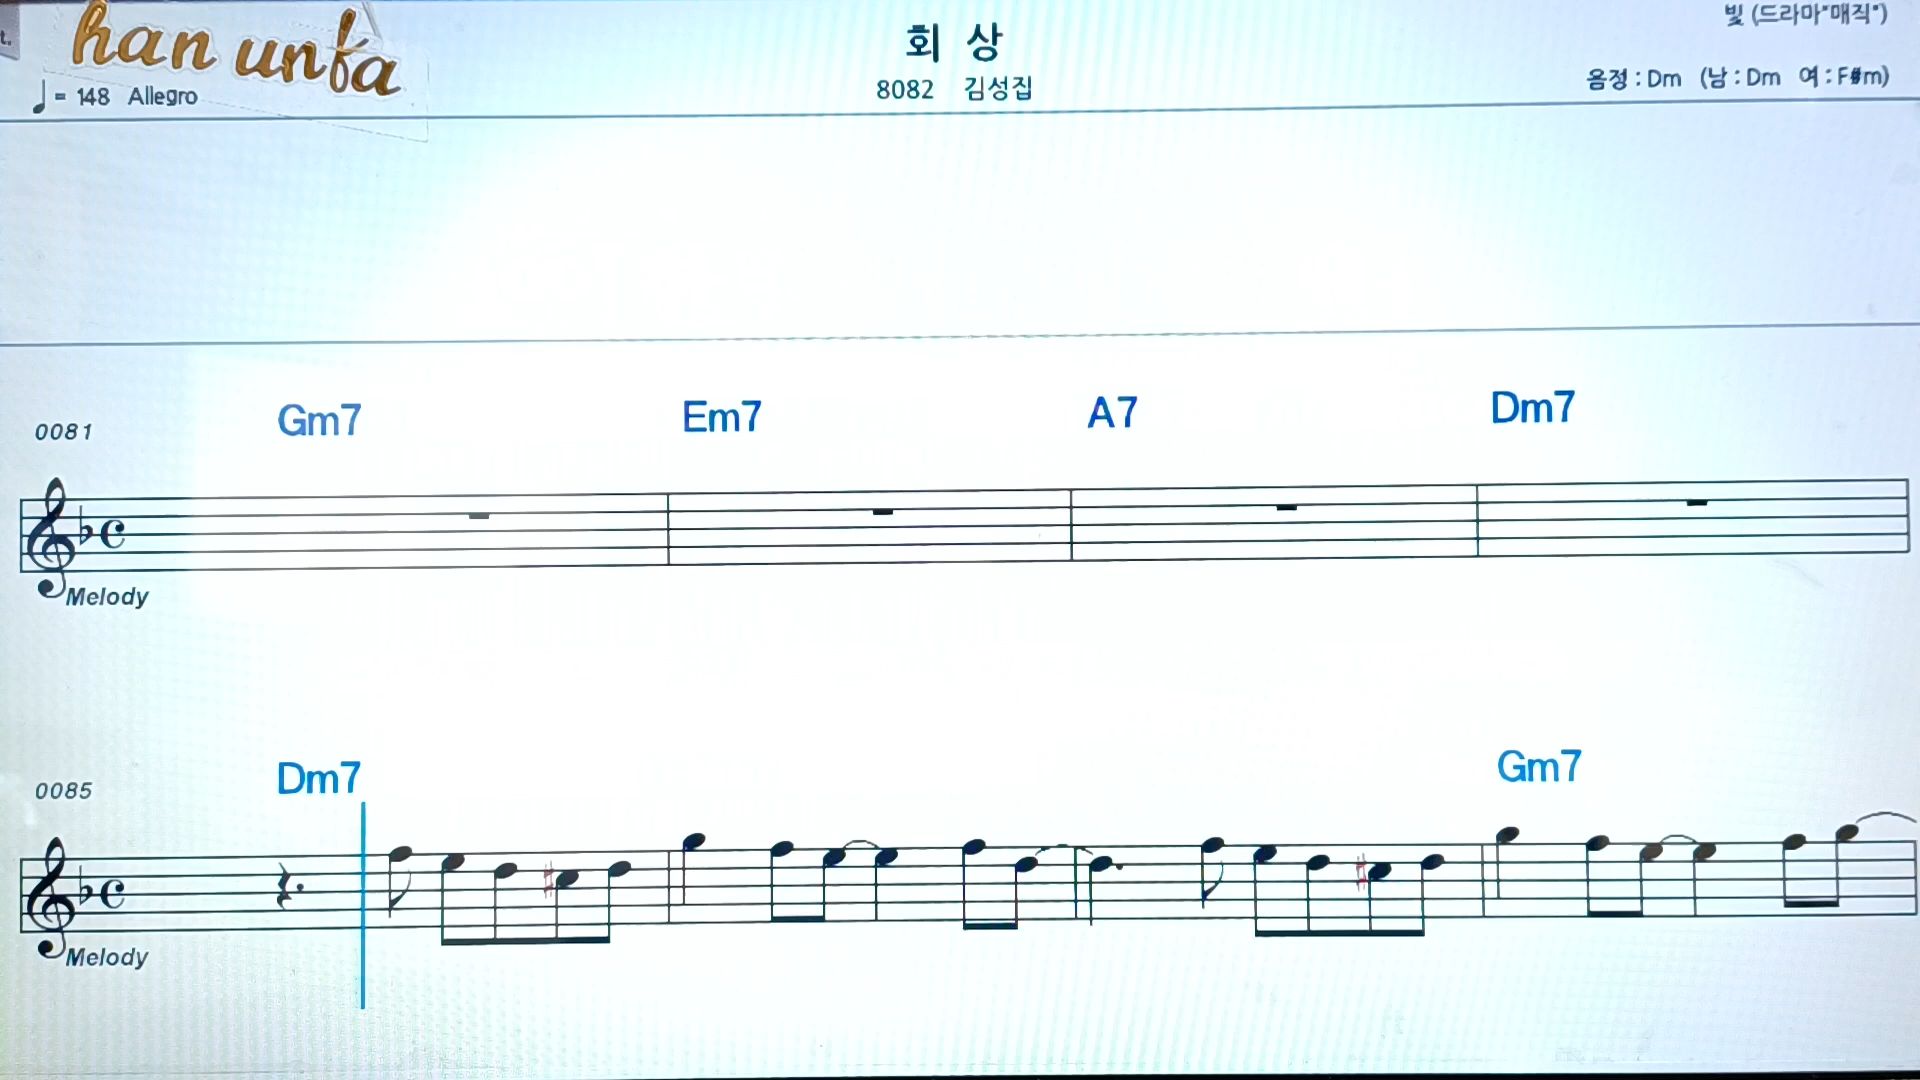 t.
han unfa
회 상
빛 (드라마"매직")
♩ = 148 Allegro
8082 김성집
음정 : Dm (남 : Dm 여 : F#m)
0081 Gm7 Em7 A7 Dm7
Melody
0085 Dm7 Gm7
Melody